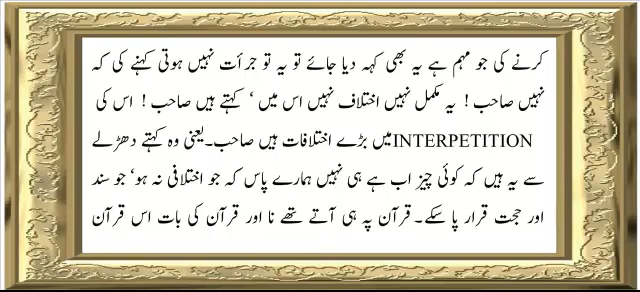 کرنے کی جو مہم ہے یہ بھی کہہ دیا جائے تو یہ تو جرأت نہیں ہوتی کہنے کی کہ
نہیں صاحب! یہ مکمل نہیں اختلاف نہیں اس میں‘ کہتے ہیں صاحب! اس کی
INTERPETITIONمیں بڑے اختلافات ہیں صاحب۔یعنی وہ کہتے دھڑلے
سے یہ ہیں کہ کوئی چیز اب ہے ہی نہیں ہمارے پاس کہ جو اختلافی نہ ہو‘ جو سند
اور حجت قرار پا سکے۔ قرآن پہ ہی آتے تھے نا اور قرآن کی بات اس قرآن